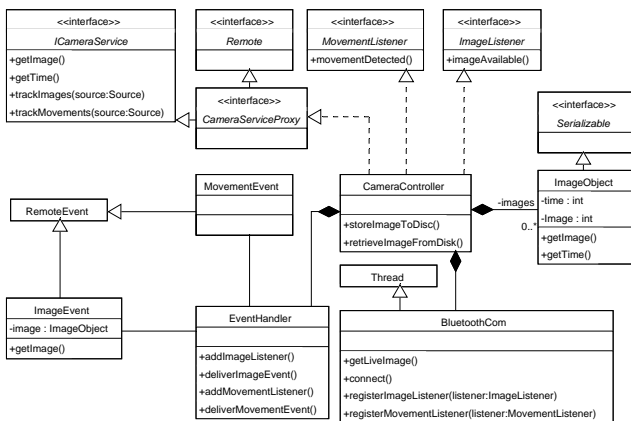 <<interface>>
ICameraService
+getImage()
+getTime()
+trackImages(source:Source)
+trackMovements(source:Source)
<<interface>>
Remote
<<interface>>
MovementListener
+movementDetected()
<<interface>>
ImageListener
+imageAvailable()
<<interface>>
CameraServiceProxy
<<interface>>
Serializable
MovementEvent
CameraController
+storeImageToDisc()
+retrieveImageFromDisk()
-images
0..*
ImageObject
-time : int
-Image : int
+getImage()
+getTime()
RemoteEvent
Thread
ImageEvent
-image : ImageObject
+getImage()
EventHandler
+addImageListener()
+deliverImageEvent()
+addMovementListener()
+deliverMovementEvent()
BluetoothCom
+getLiveImage()
+connect()
+registerImageListener(listener:ImageListener)
+registerMovementListener(listener:MovementListener)